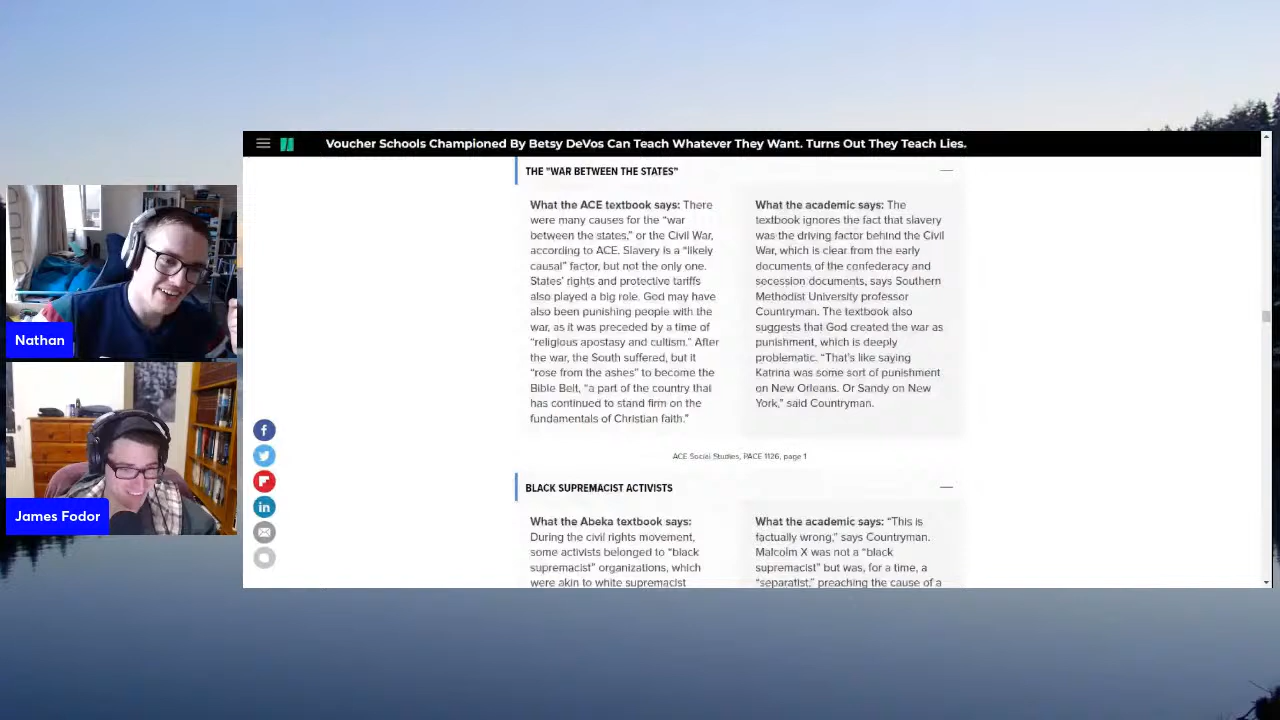 Voucher Schools Championed By Betsy DeVos Can Teach Whatever They Want. Turns Out They Teach Lies.
THE "WAR BETWEEN THE STATES"
What the ACE textbook says: There
were many causes for the “war
between the states,” or the Civil War,
according to ACE. Slavery is a “likely
causal” factor, but not the only one.
States’ rights and protective tariffs
also played a big role. God may have
also been punishing people with the
war, as it was preceded by a time of
“religious apostasy and cultism.” After
the war, the South suffered, but it
“rose from the ashes” to become the
Bible Belt, “a part of the country that
has continued to stand firm on the
fundamentals of Christian faith.”
What the academic says: The
textbook ignores the fact that slavery
was the driving factor behind the Civil
War, which is clear from the early
documents of the confederacy and
secession documents, says Southern
Methodist University professor
Countryman. The textbook also
suggests that God created the war as
punishment, which is deeply
problematic. “That’s like saying
Katrina was some sort of punishment
on New Orleans. Or Sandy on New
York,” said Countryman.
ACE Social Studies, PACE 1126, page 1
BLACK SUPREMACIST ACTIVISTS
What the Abeka textbook says:
During the civil rights movement,
some activists belonged to “black
supremacist” organizations, which
were akin to white supremacist
What the academic says: “This is
factually wrong,” says Countryman.
Malcolm X was not a “black
supremacist” but was, for a time, a
“separatist,” preaching the cause of a
Nathan
James Fodor